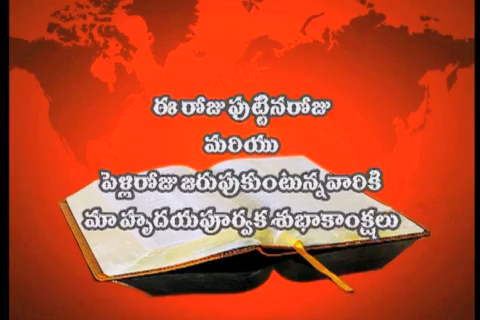 ఈ రోజు పుట్టినరోజు
మరియు
పెళ్లిరోజు జరుపుకుంటున్నవారికి
మా హృదయపూర్వక శుభాకాంక్షలు